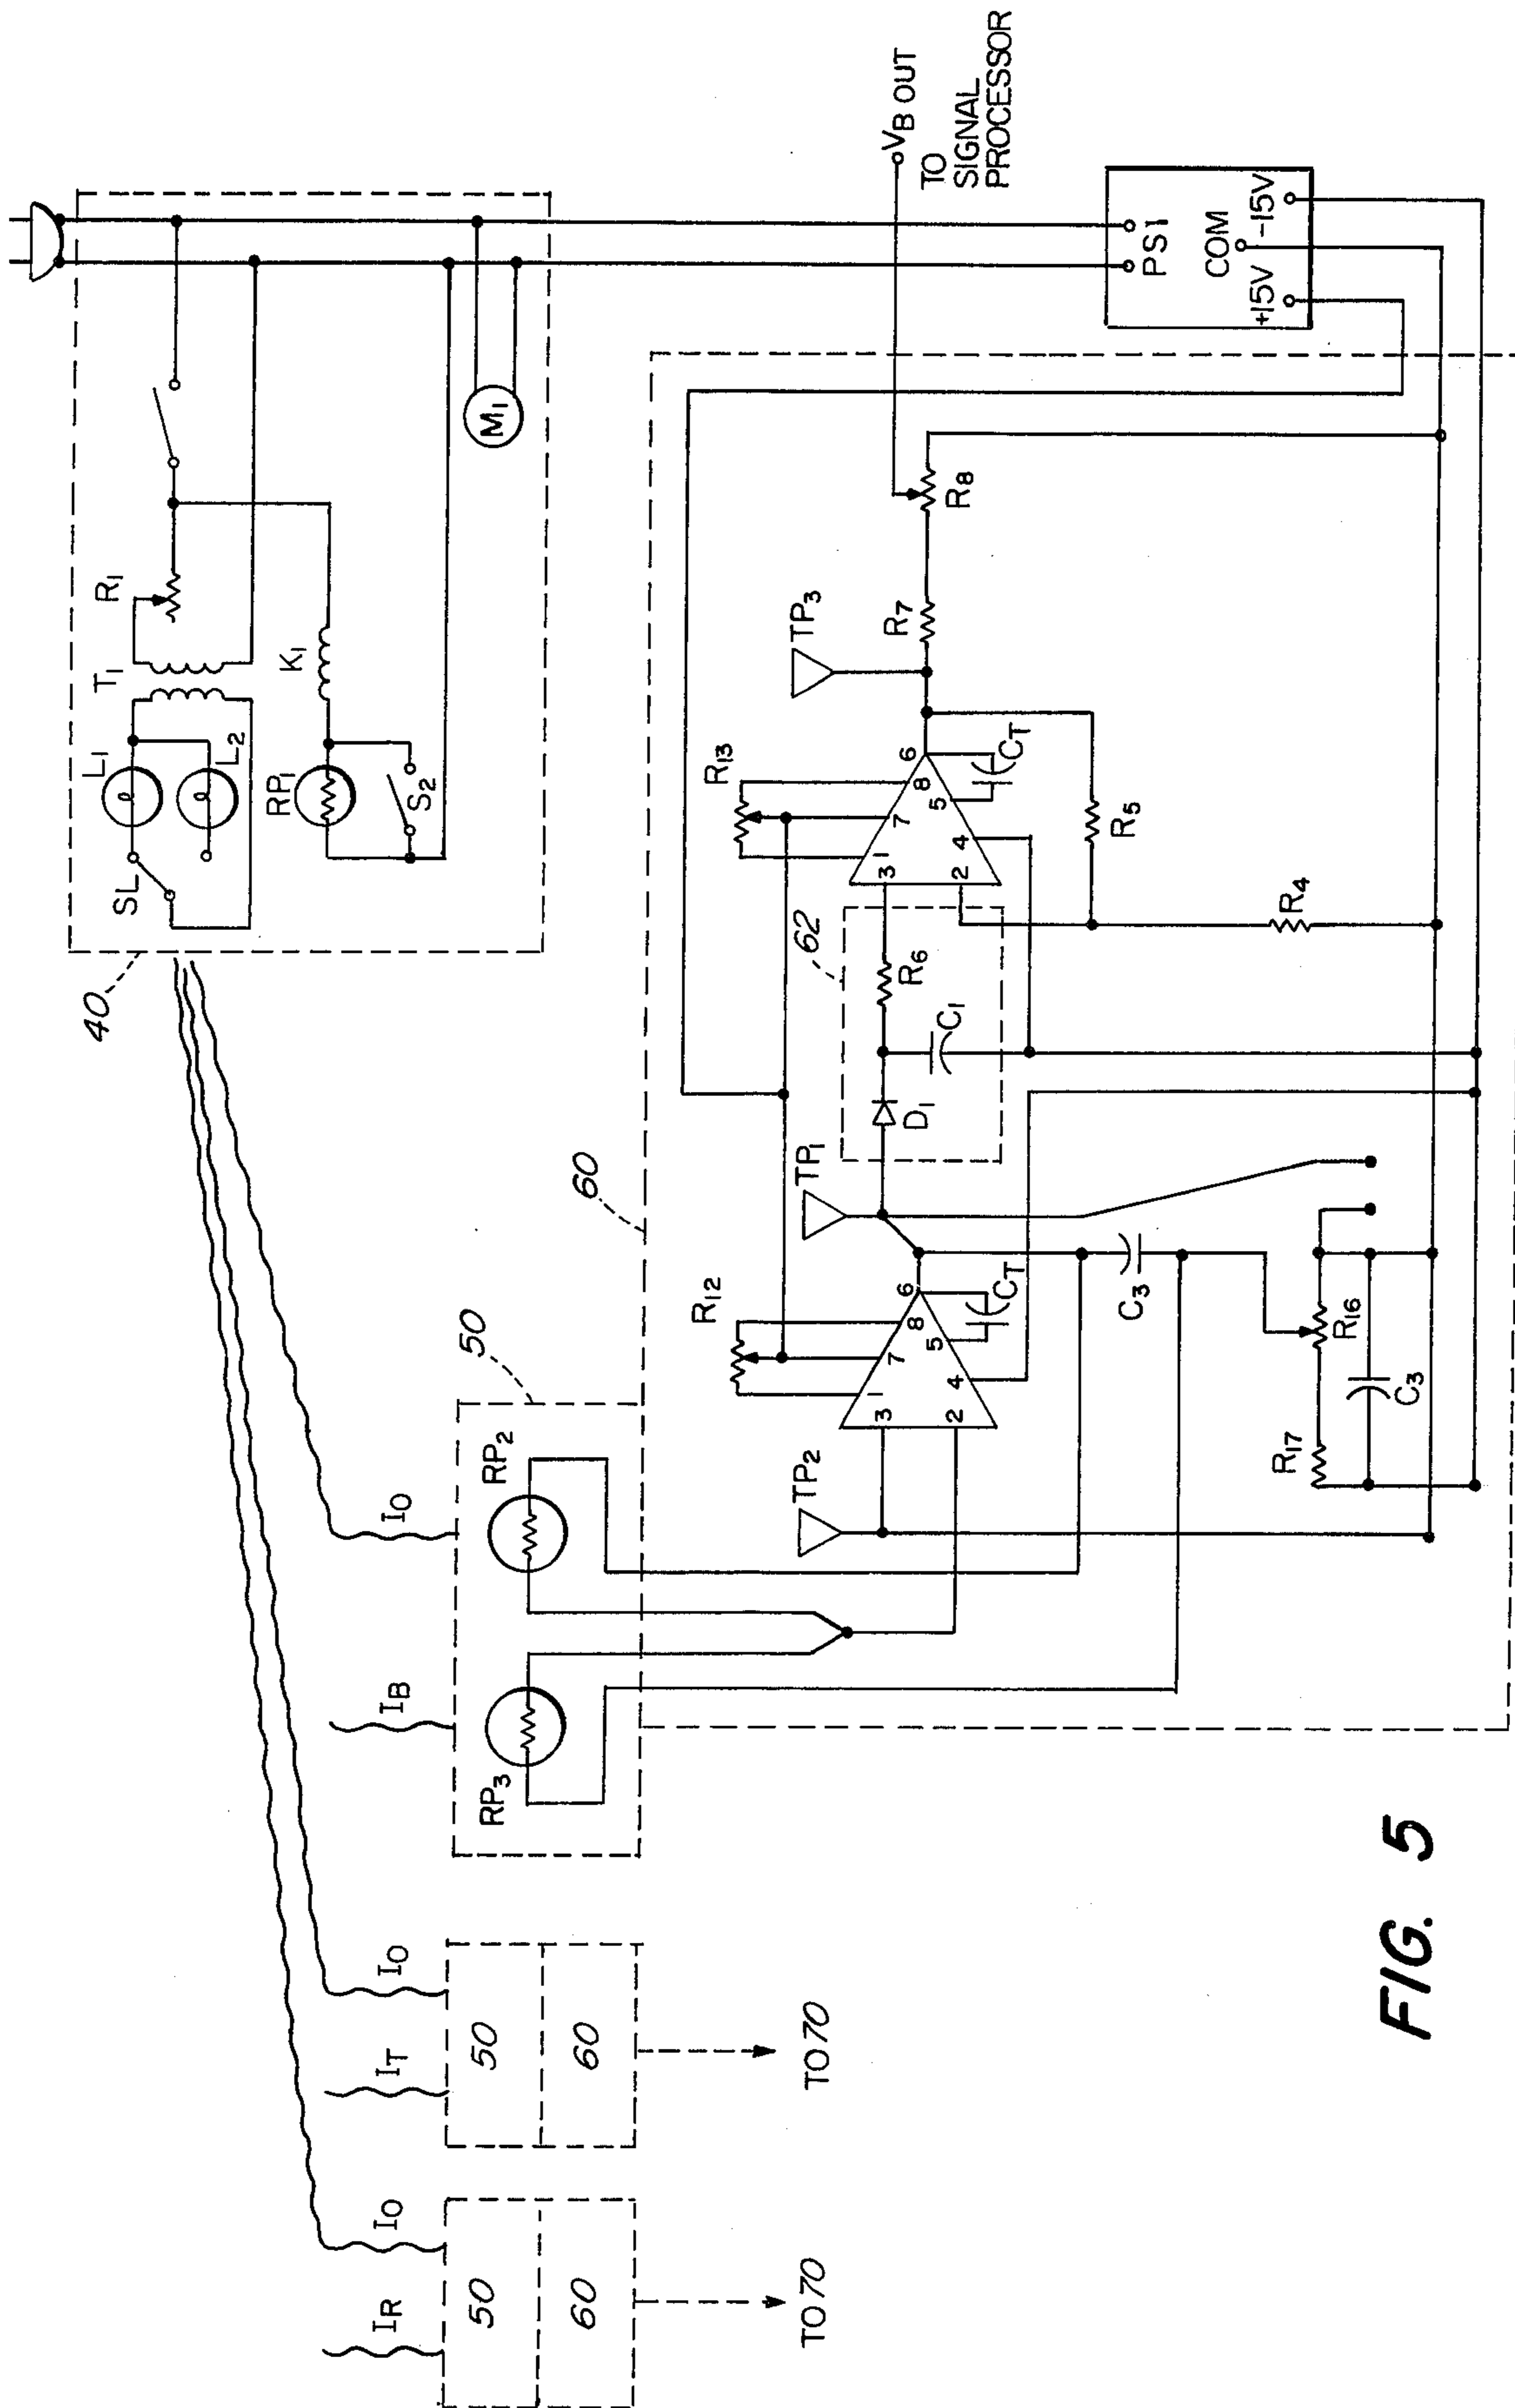 40
SL
L1
L2
T1
R1
RP1
K1
S2
M1
PS1
+15V
COM
-15V
VB OUT
TO
SIGNAL
PROCESSOR
IR
IO
50
60
TO 70
IT
IO
50
60
TO 70
IB
IO
50
RP3
RP2
60
TP2
R12
1
7
8
3
2
4
5
6
CT
TP1
C3
R17
R16
C3
62
D1
C1
R6
R13
1
7
8
3
2
4
5
6
CT
TP3
R7
R8
R5
R4
FIG. 5